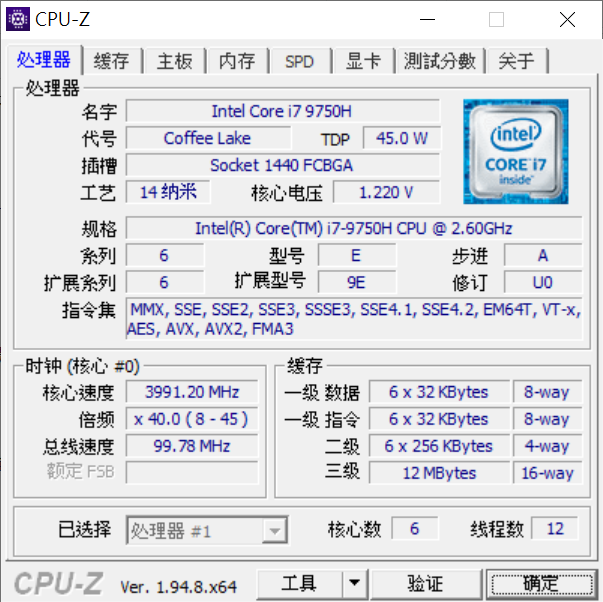 CPU-Z
处理器 缓存 主板 内存 SPD 显卡 測試分數 关于
处理器
名字 Intel Core i7 9750H
代号 Coffee Lake TDP 45.0 W
插槽 Socket 1440 FCBGA
工艺 14 纳米 核心电压 1.220 V
intel
CORE i7
inside
规格 Intel(R) Core(TM) i7-9750H CPU @ 2.60GHz
系列 6 型号 E 步进 A
扩展系列 6 扩展型号 9E 修订 U0
指令集 MMX, SSE, SSE2, SSE3, SSSE3, SSE4.1, SSE4.2, EM64T, VT-x,
AES, AVX, AVX2, FMA3
时钟 (核心 #0)
核心速度 3991.20 MHz
倍频 x 40.0 ( 8 - 45 )
总线速度 99.78 MHz
额定 FSB
缓存
一级 数据 6 x 32 KBytes 8-way
一级 指令 6 x 32 KBytes 8-way
二级 6 x 256 KBytes 4-way
三级 12 MBytes 16-way
已选择 处理器 #1 核心数 6 线程数 12
CPU-Z Ver. 1.94.8.x64 工具 验证 确定